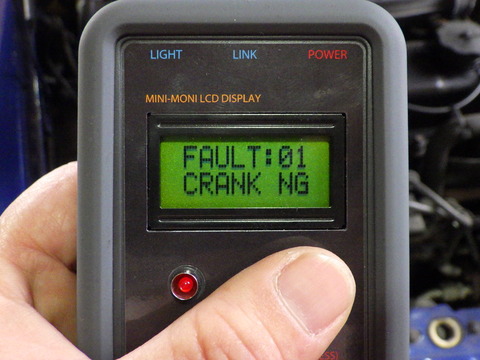 LIGHT LINK POWER
MINI-MONI LCD DISPLAY
FAULT:01
CRANK NG